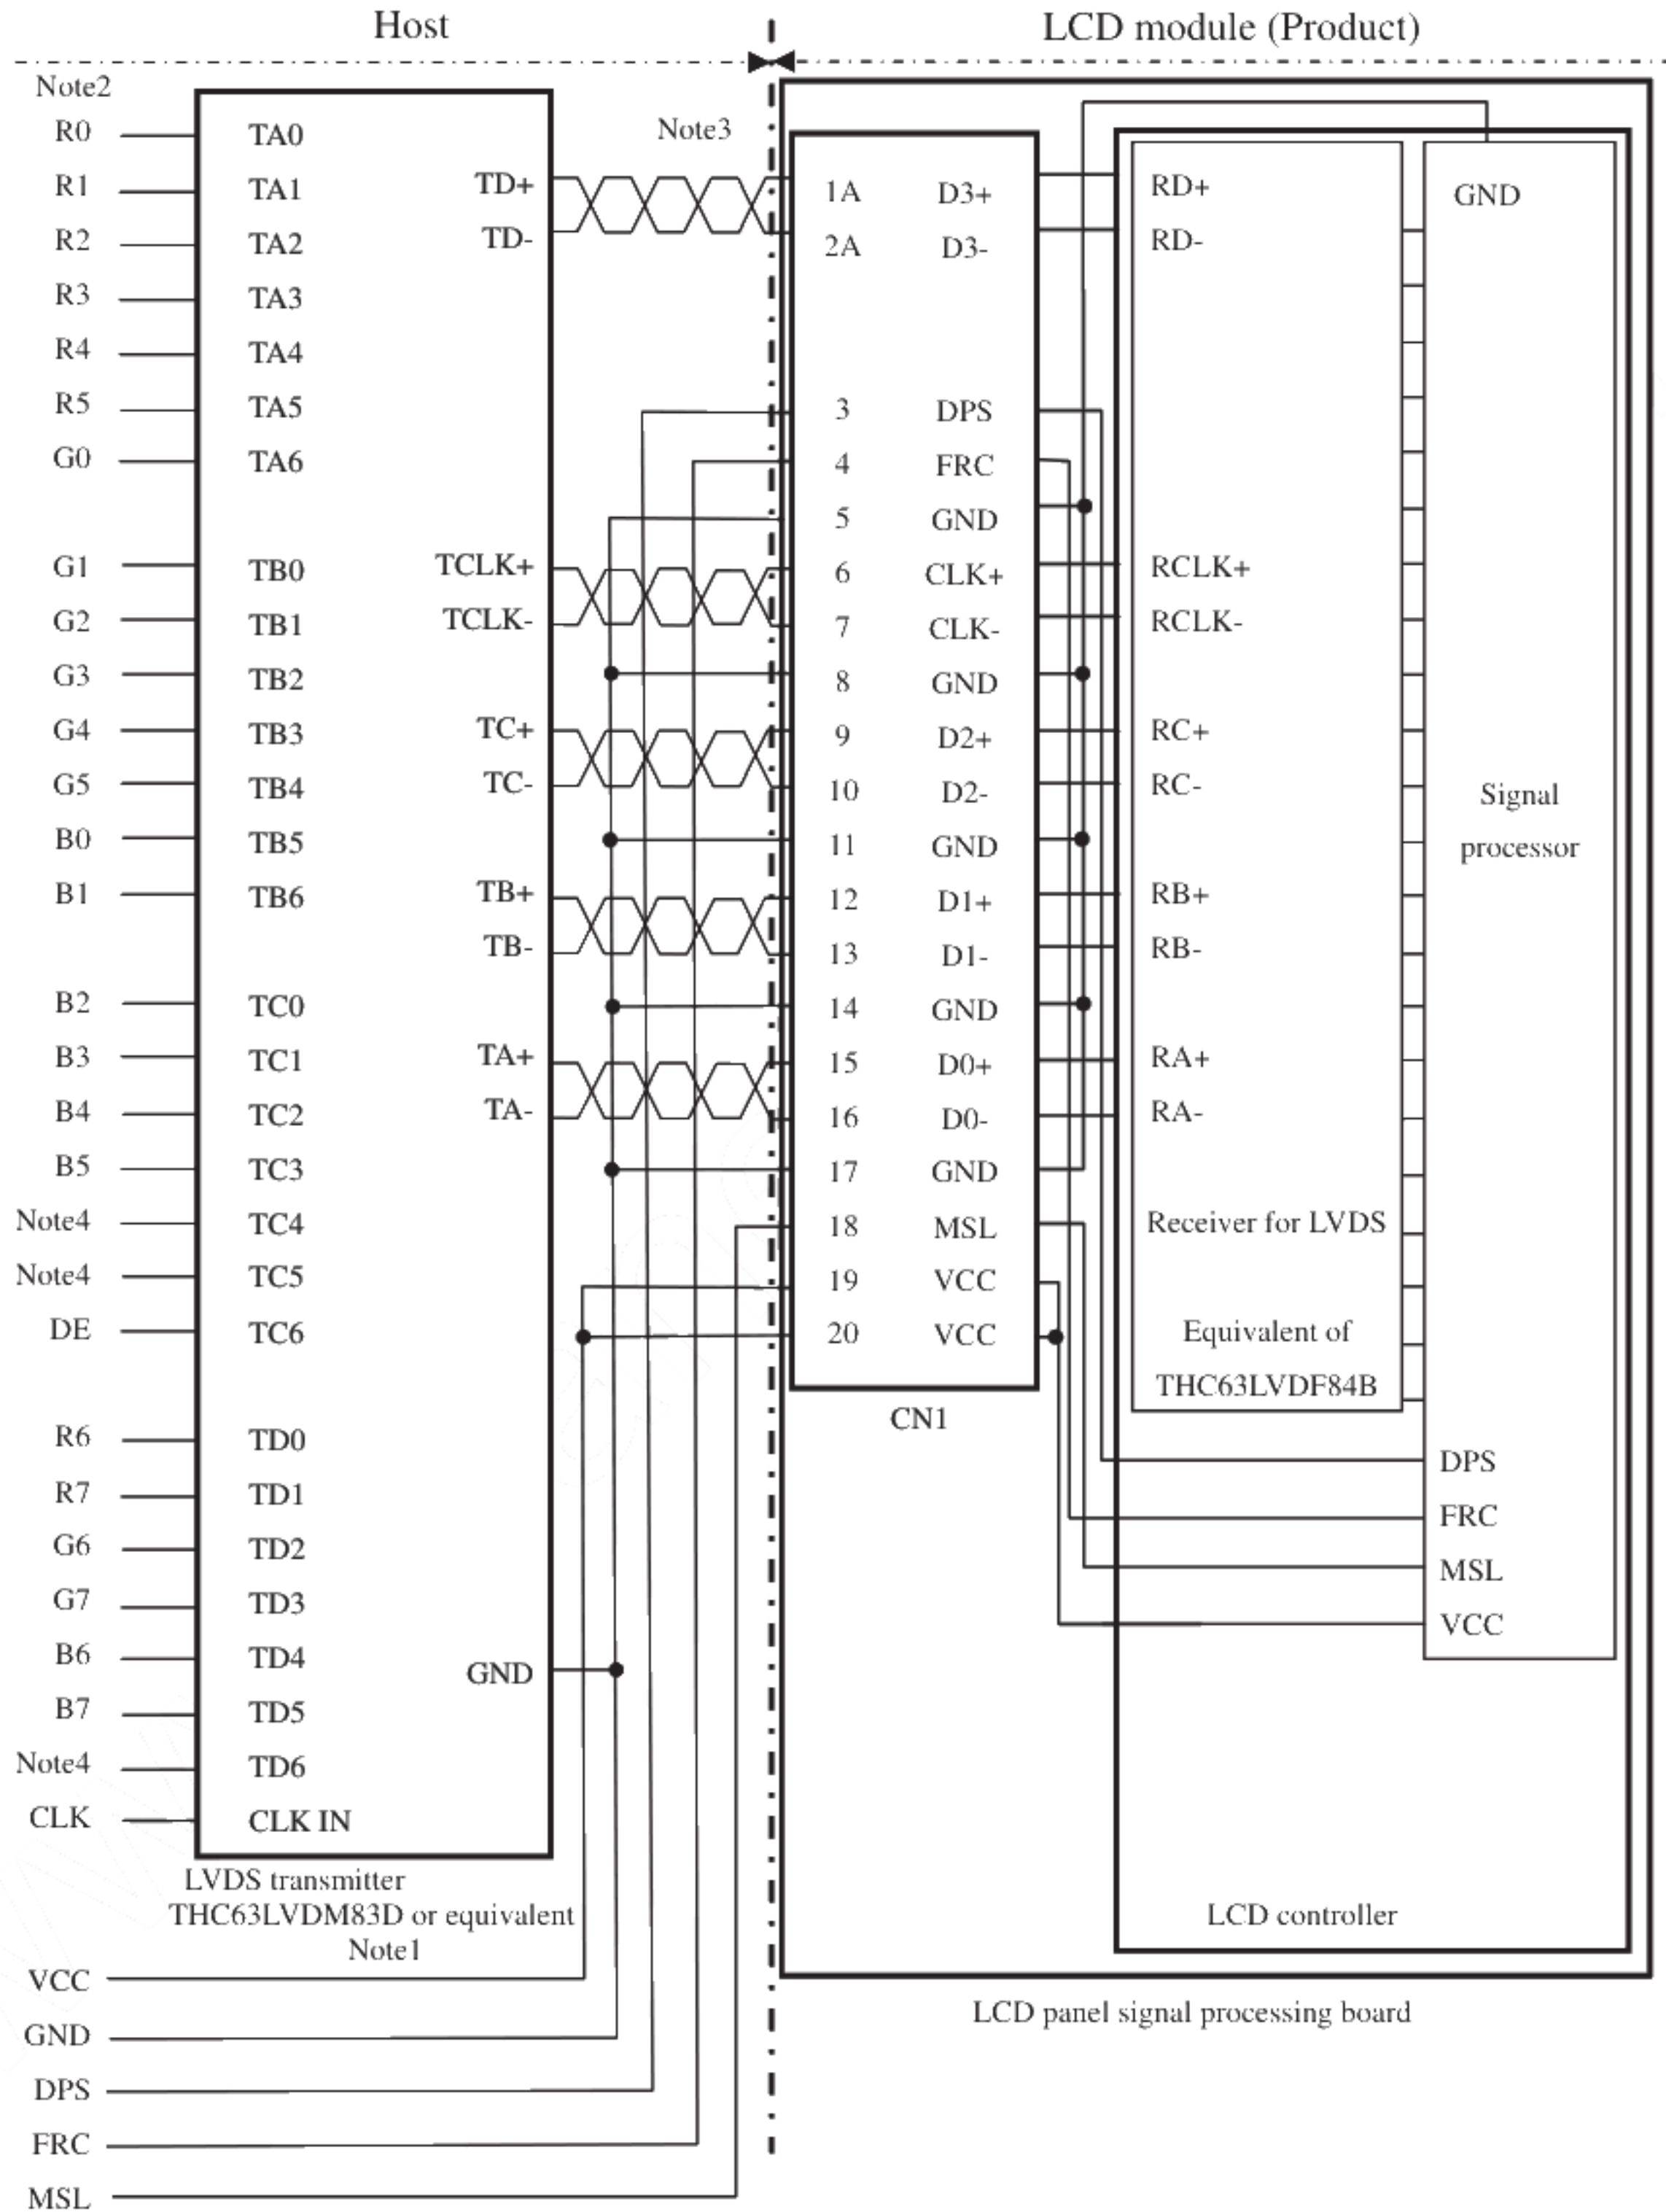 Host
LCD module (Product)
Note2
Note3
R0
R1
R2
R3
R4
R5
G0
G1
G2
G3
G4
G5
B0
B1
B2
B3
B4
B5
Note4
Note4
DE
R6
R7
G6
G7
B6
B7
Note4
CLK
TA0
TA1
TA2
TA3
TA4
TA5
TA6
TB0
TB1
TB2
TB3
TB4
TB5
TB6
TC0
TC1
TC2
TC3
TC4
TC5
TC6
TD0
TD1
TD2
TD3
TD4
TD5
TD6
CLK IN
TD+
TD-
TCLK+
TCLK-
TC+
TC-
TB+
TB-
TA+
TA-
GND
LVDS transmitter
THC63LVDM83D or equivalent
Note1
VCC
GND
DPS
FRC
MSL
1A D3+
2A D3-
3 DPS
4 FRC
5 GND
6 CLK+
7 CLK-
8 GND
9 D2+
10 D2-
11 GND
12 D1+
13 D1-
14 GND
15 D0+
16 D0-
17 GND
18 MSL
19 VCC
20 VCC
CN1
RD+
RD-
RCLK+
RCLK-
RC+
RC-
RB+
RB-
RA+
RA-
Receiver for LVDS
Equivalent of
THC63LVDF84B
GND
Signal
processor
DPS
FRC
MSL
VCC
LCD controller
LCD panel signal processing board